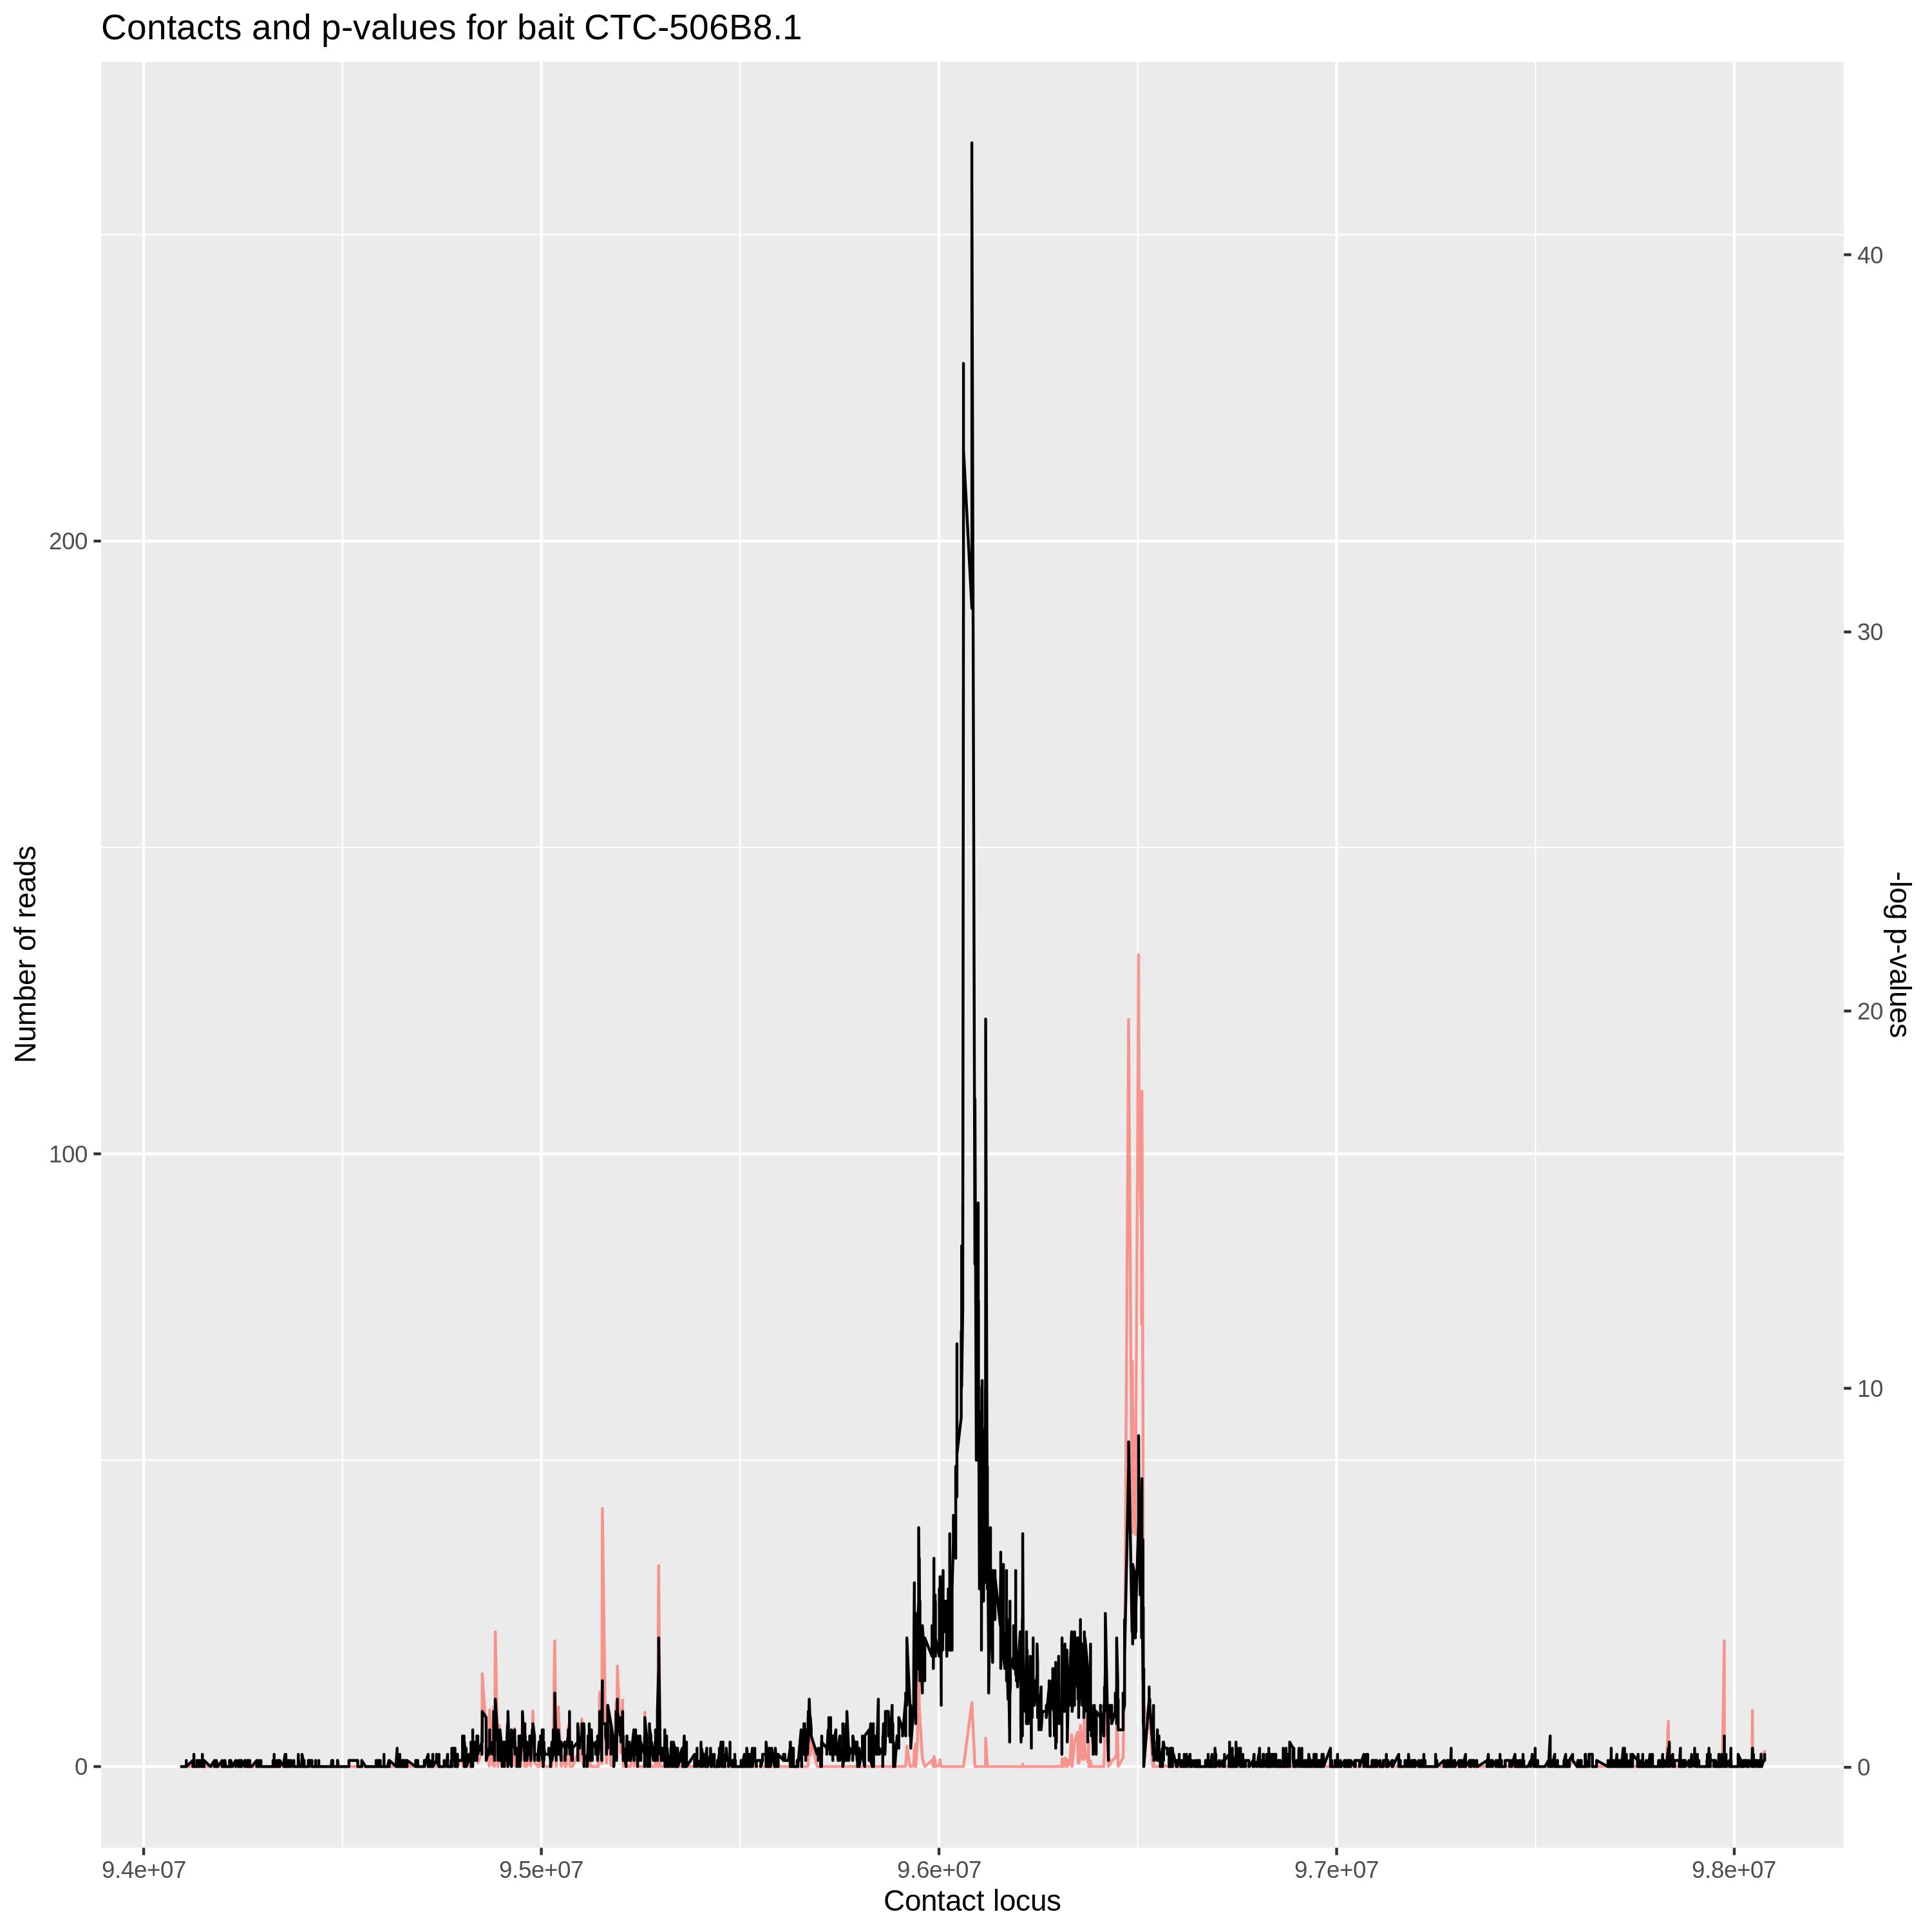 Contacts and p-values for bait CTC-506B8.1
Number of reads
200
100
0
40
30
20
10
0
-log p-values
9.4e+07
9.5e+07
9.6e+07
9.7e+07
9.8e+07
Contact locus